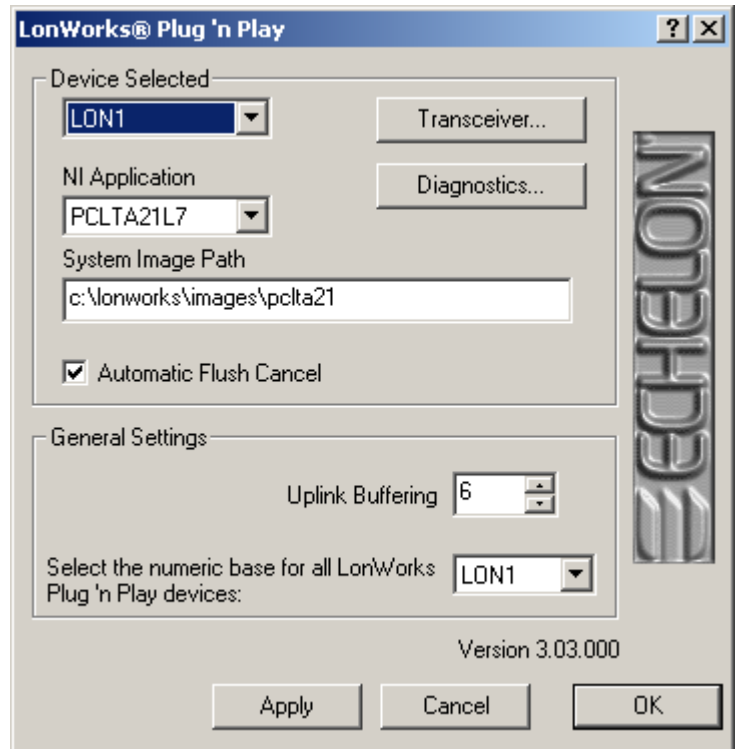 LonWorks® Plug 'n Play
Device Selected
LON1
Transceiver...
NI Application
Diagnostics...
PCLTA21L7
System Image Path
c:\lonworks\images\pclta21
Automatic Flush Cancel
ECHELON
General Settings
Uplink Buffering 6
Select the numeric base for all LonWorks
Plug 'n Play devices:
LON1
Version 3.03.000
Apply Cancel OK